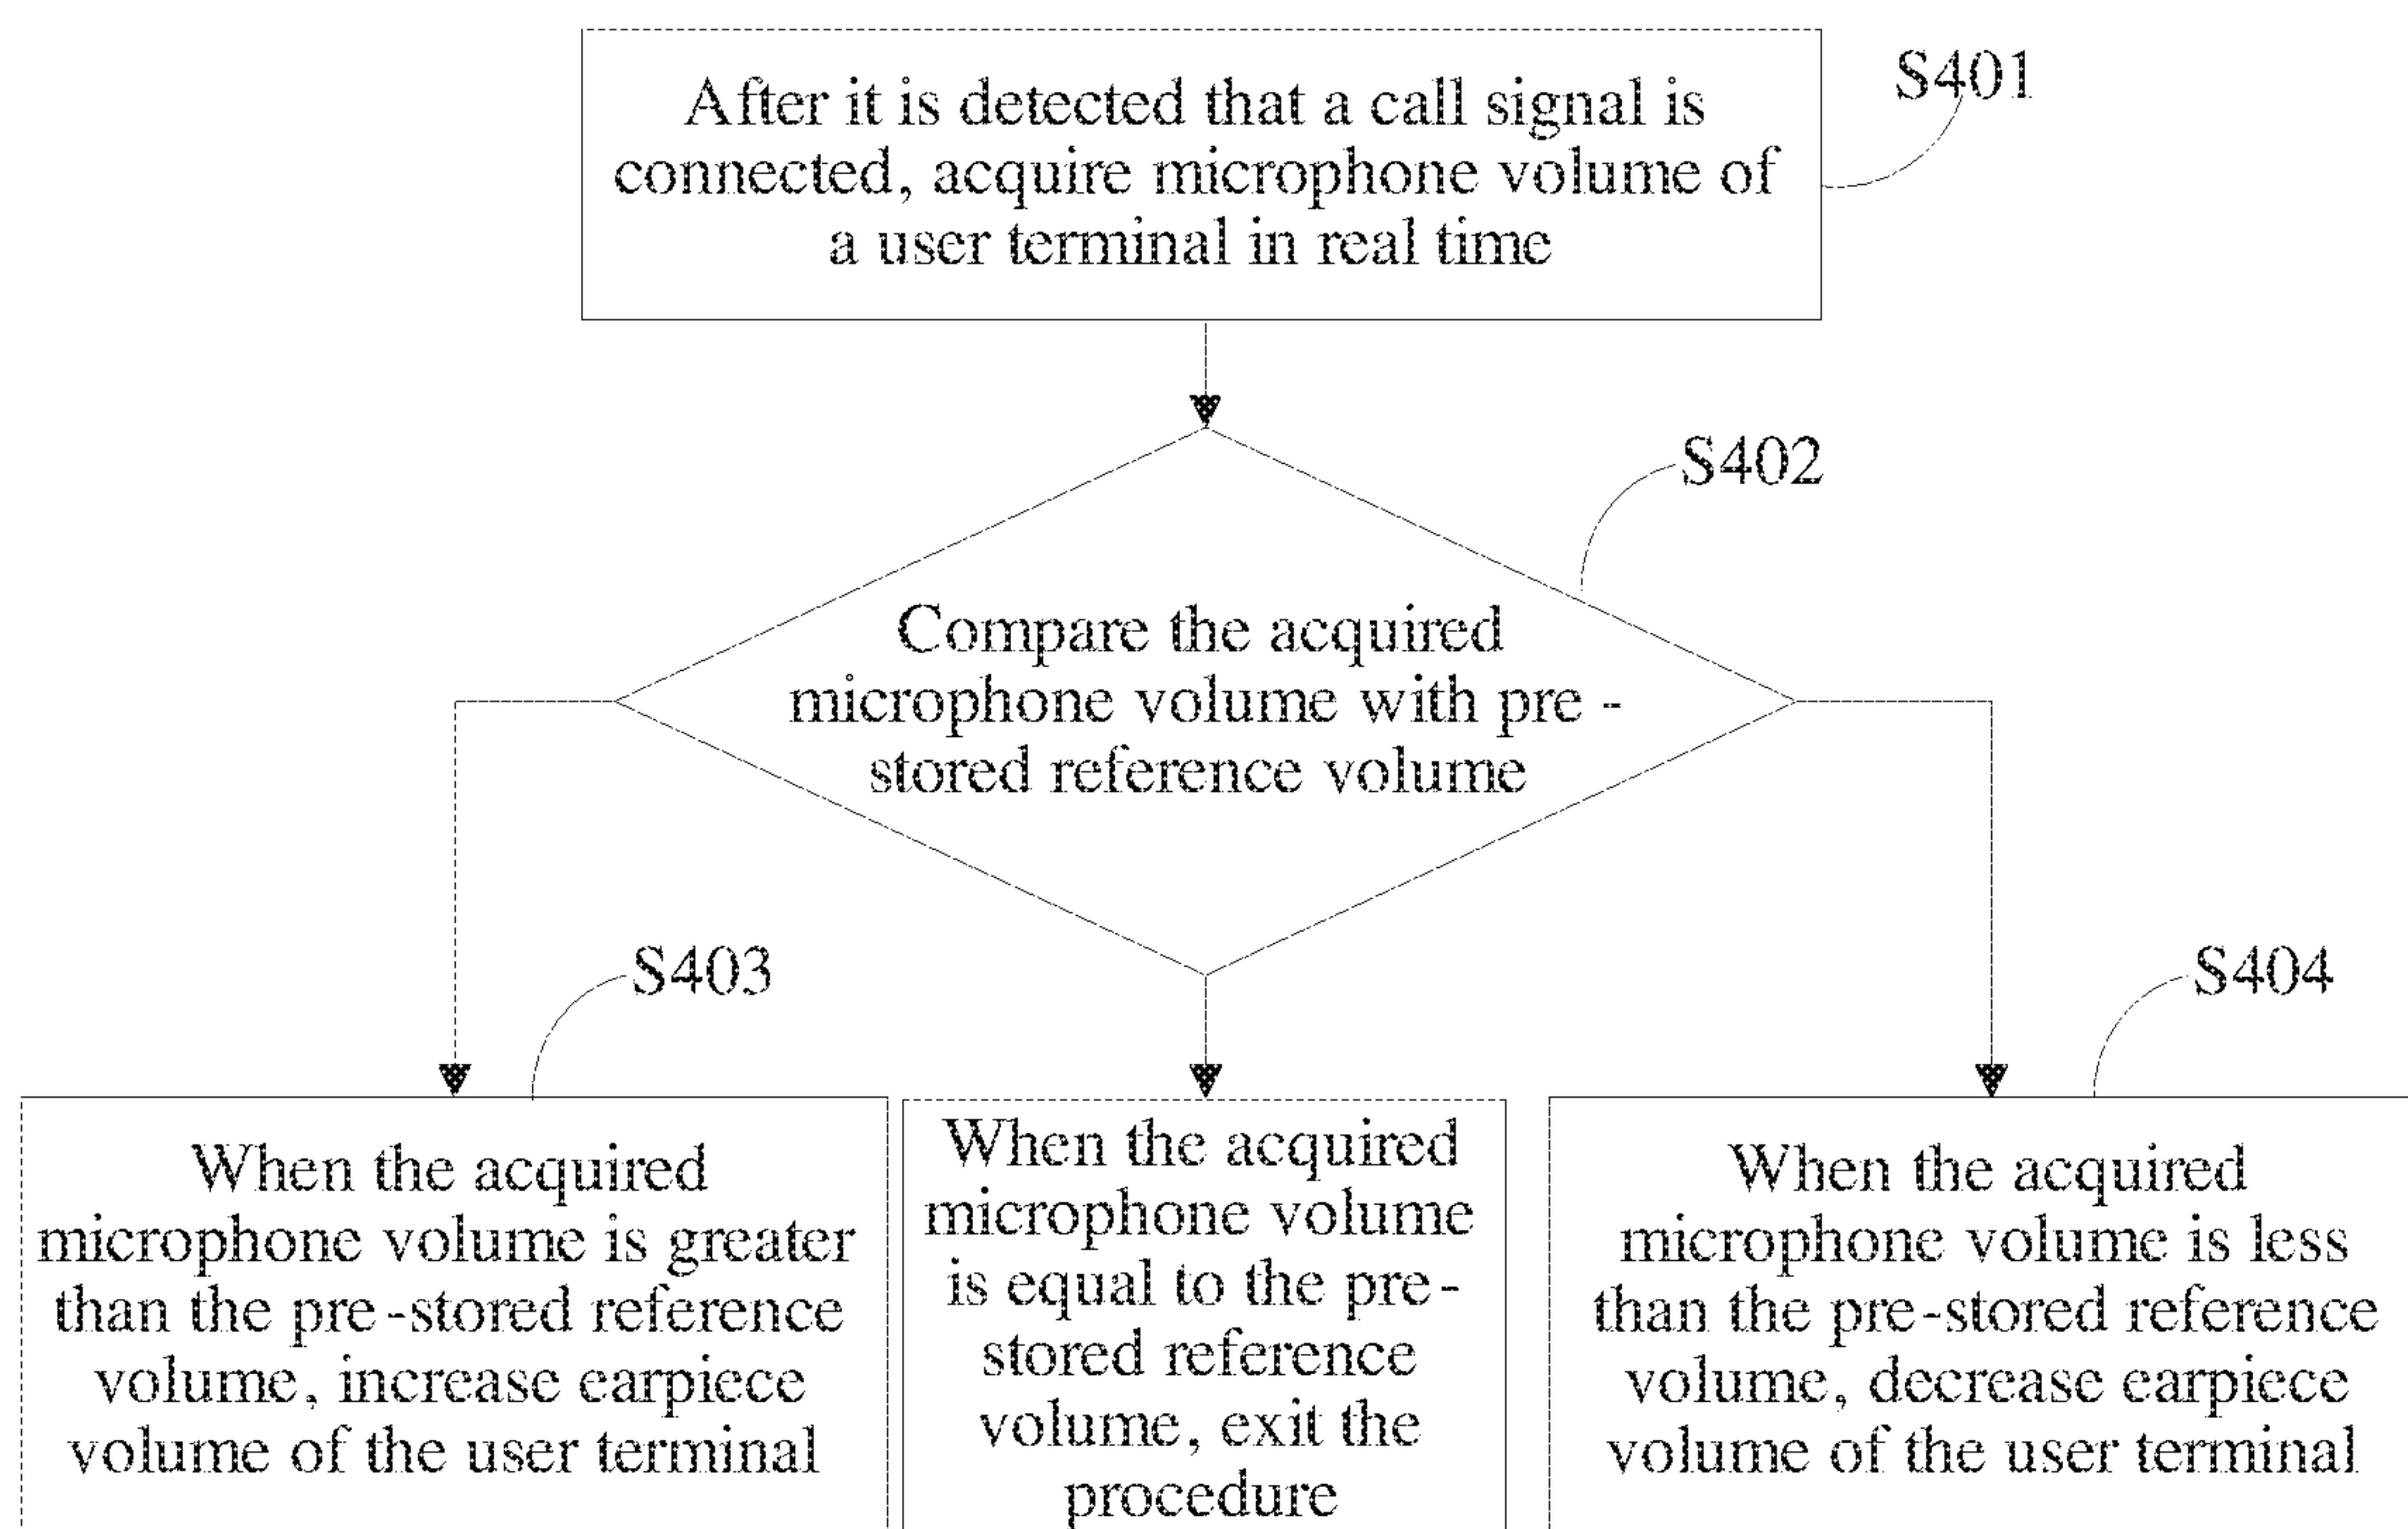 After it is detected that a call signal is
connected, acquire microphone volume of
a user terminal in real time
S401
S402
Compare the acquired
microphone volume with pre -
stored reference volume
S403
S404
When the acquired
microphone volume is greater
than the pre-stored reference
volume, increase earpiece
volume of the user terminal
When the acquired
microphone volume
is equal to the pre-
stored reference
volume, exit the
procedure
When the acquired
microphone volume is less
than the pre-stored reference
volume, decrease earpiece
volume of the user terminal